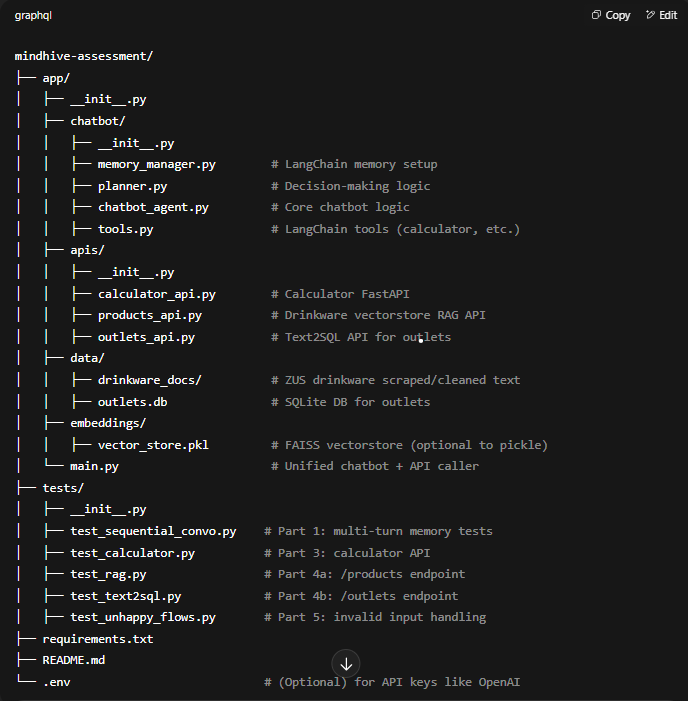 graphql
Copy Edit
mindhive-assessment/
├── app/
│   ├── __init__.py
│   ├── chatbot/
│   │   ├── __init__.py
│   │   ├── memory_manager.py        # LangChain memory setup
│   │   ├── planner.py               # Decision-making logic
│   │   ├── chatbot_agent.py         # Core chatbot logic
│   │   ├── tools.py                 # LangChain tools (calculator, etc.)
│   ├── apis/
│   │   ├── __init__.py
│   │   ├── calculator_api.py        # Calculator FastAPI
│   │   ├── products_api.py          # Drinkware vectorstore RAG API
│   │   ├── outlets_api.py           # Text2SQL API for outlets
│   ├── data/
│   │   ├── drinkware_docs/          # ZUS drinkware scraped/cleaned text
│   │   ├── outlets.db               # SQLite DB for outlets
│   ├── embeddings/
│   │   ├── vector_store.pkl         # FAISS vectorstore (optional to pickle)
│   └── main.py                      # Unified chatbot + API caller
├── tests/
│   ├── __init__.py
│   ├── test_sequential_convo.py    # Part 1: multi-turn memory tests
│   ├── test_calculator.py          # Part 3: calculator API
│   ├── test_rag.py                 # Part 4a: /products endpoint
│   ├── test_text2sql.py            # Part 4b: /outlets endpoint
│   ├── test_unhappy_flows.py       # Part 5: invalid input handling
├── requirements.txt
├── README.md
└── .env                            # (Optional) for API keys like OpenAI